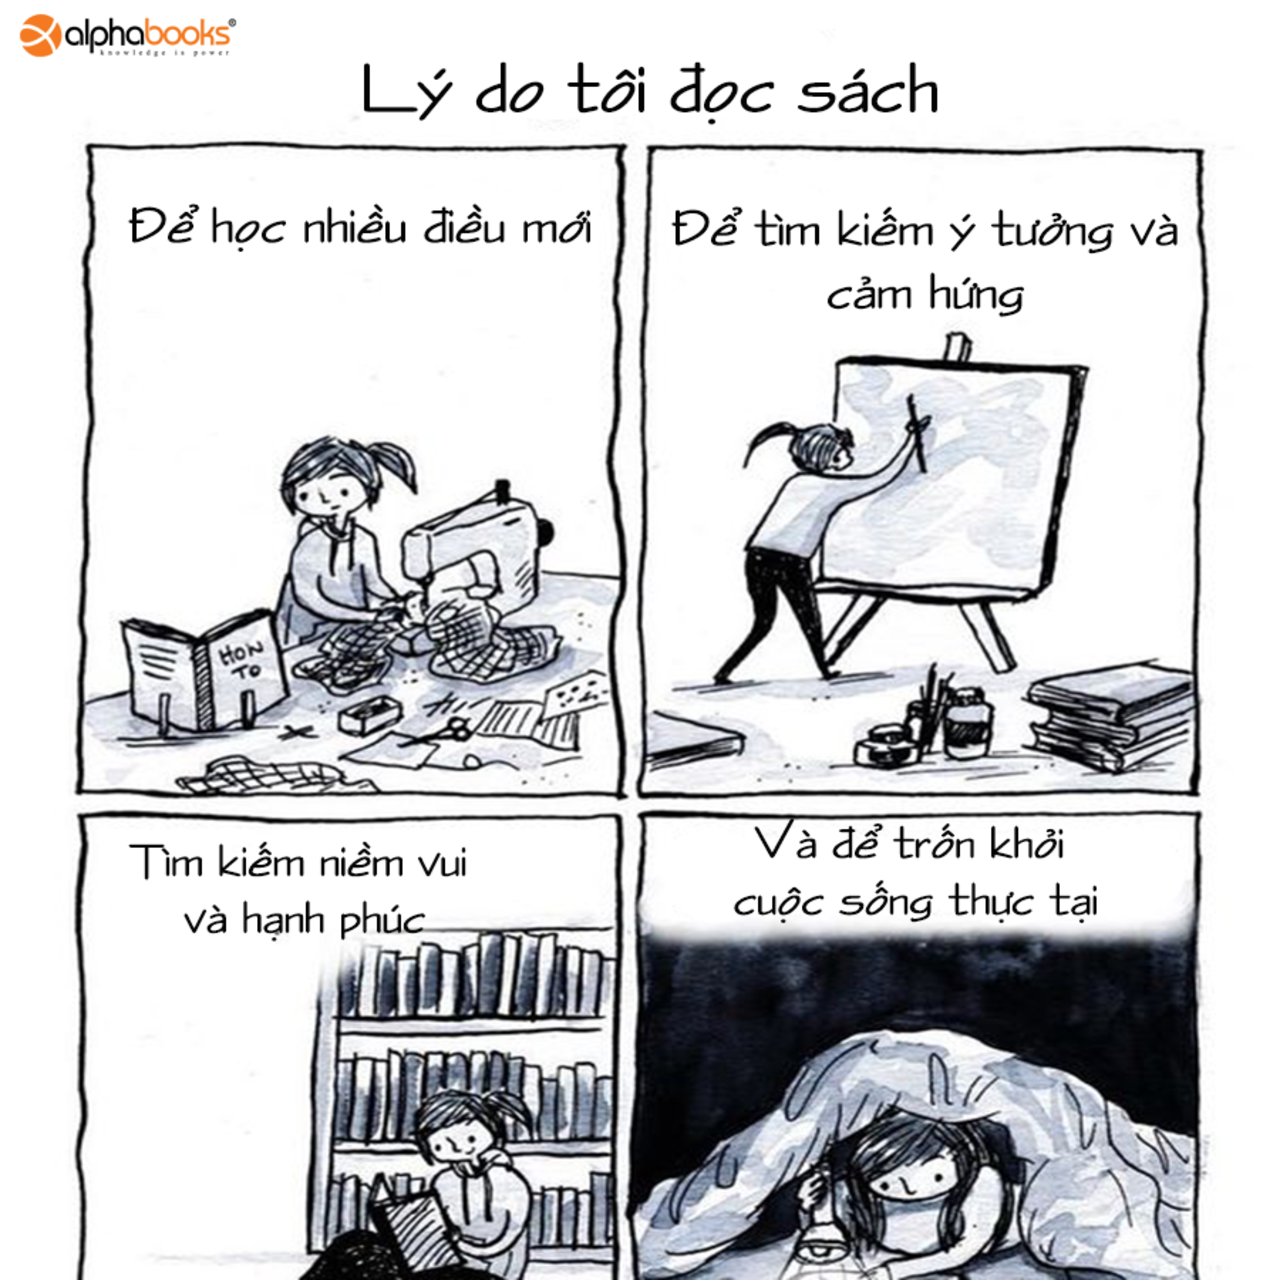 alphabooks®
knowledge is power
Lý do tôi đọc sách
Để học nhiều điều mới
Để tìm kiếm ý tưởng và
cảm hứng
HOW
TO
Tìm kiếm niềm vui
và hạnh phúc
Và để trốn khỏi
cuộc sống thực tại